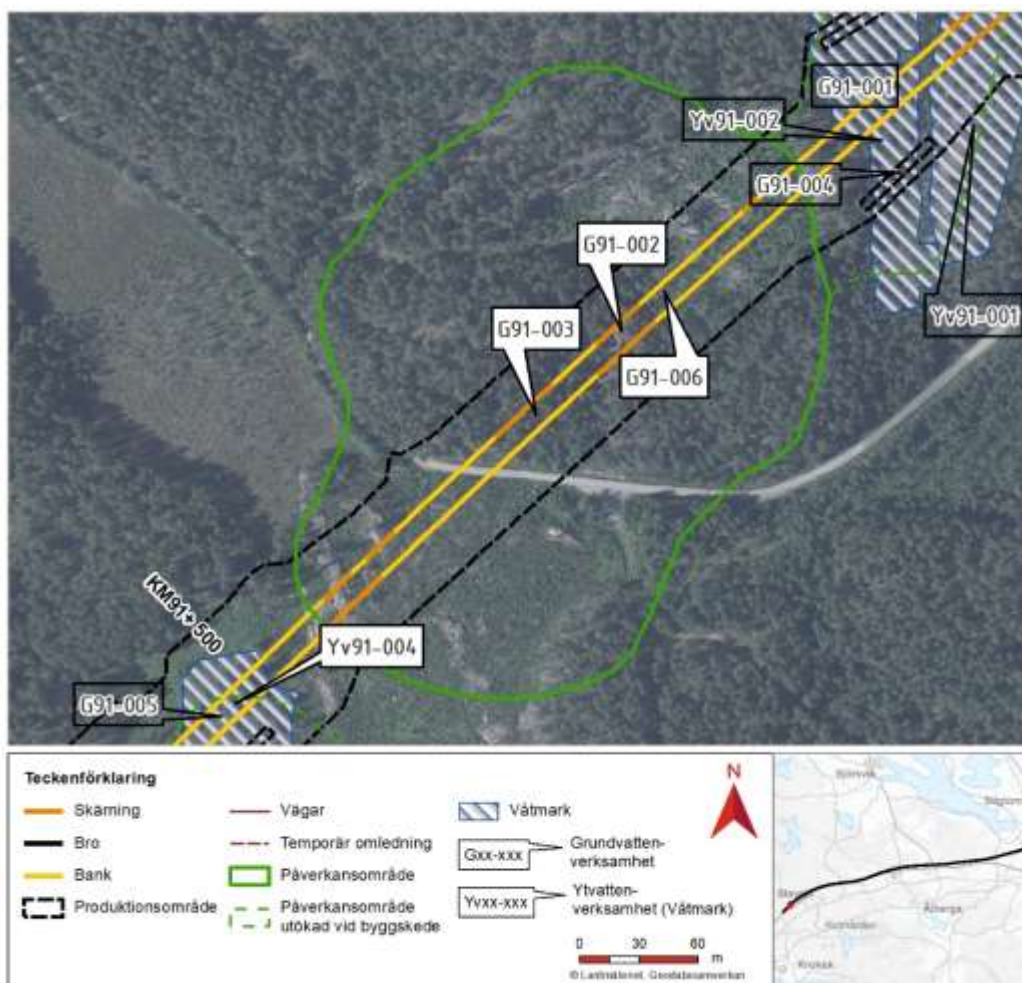 G91-001
Yv91-002
G91-004
G91-002
G91-003
Yv91-001
G91-006
KM91+ 500
Yv91-004
G91-005
Teckenförklaring
Skärning
Bro
Bank
Produktionsområde
Vägar
Temporär omledning
Påverkansområde
Påverkansområde
utökad vid byggskede
Våtmark
Gxx-xxx
Grundvatten-
verksamhet
Yvxx-xxx
Ytvatten-
verksamhet (Våtmark)
N
0 30 60
m
© Lantmäteriet, Geodatasamverkan